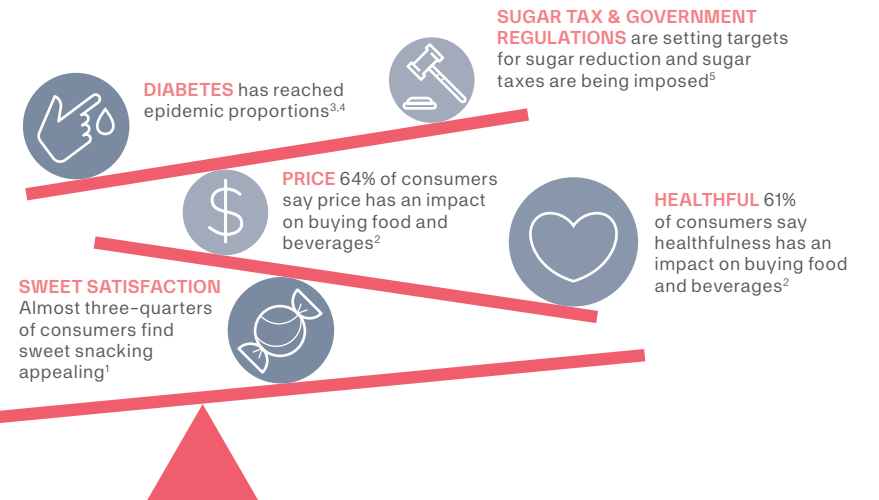 SUGAR TAX & GOVERNMENT
REGULATIONS are setting targets
for sugar reduction and sugar
taxes are being imposed⁵
DIABETES has reached
epidemic proportions³,⁴
PRICE 64% of consumers
say price has an impact
on buying food and
beverages²
HEALTHFUL 61%
of consumers say
healthfulness has an
impact on buying food
and beverages²
SWEET SATISFACTION
Almost three-quarters
of consumers find
sweet snacking
appealing¹
$